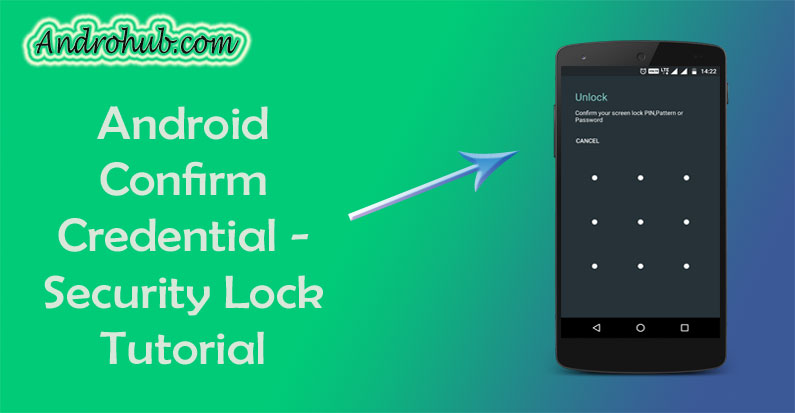 Androhub.com
Android
Confirm
Credential -
Security Lock
Tutorial
LTE
14:22
Unlock
Confirm your screen lock PIN,Pattern or
Password
CANCEL